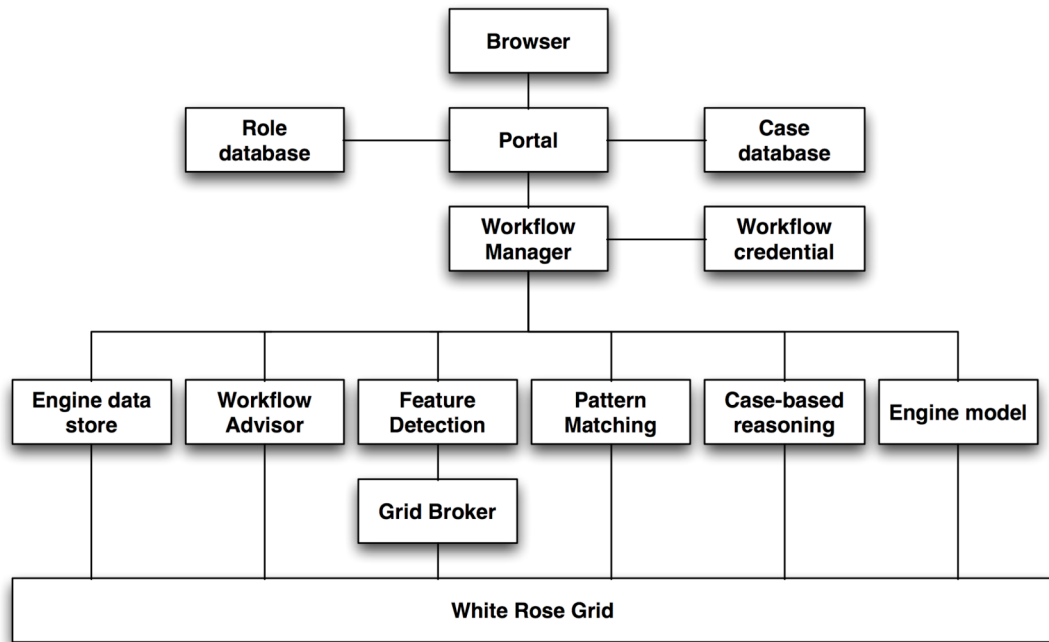 Browser
Role
database
Portal
Case
database
Workflow
Manager
Workflow
credential
Engine data
store
Workflow
Advisor
Feature
Detection
Pattern
Matching
Case-based
reasoning
Engine model
Grid Broker
White Rose Grid